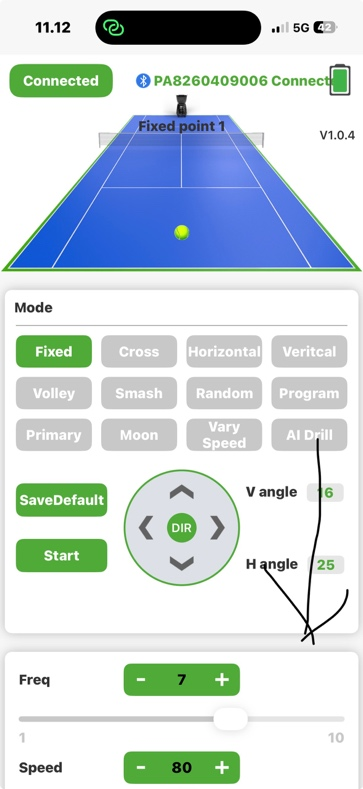 11.12 5G 42
Connected PA8260409006 Connect
Fixed point 1
V1.0.4
Mode
Fixed Cross Horizontal Veritcal
Volley Smash Random Program
Primary Moon Vary Speed AI Drill
SaveDefault DIR V angle 16
Start H angle 25
Freq - 7 +
1 10
Speed - 80 +